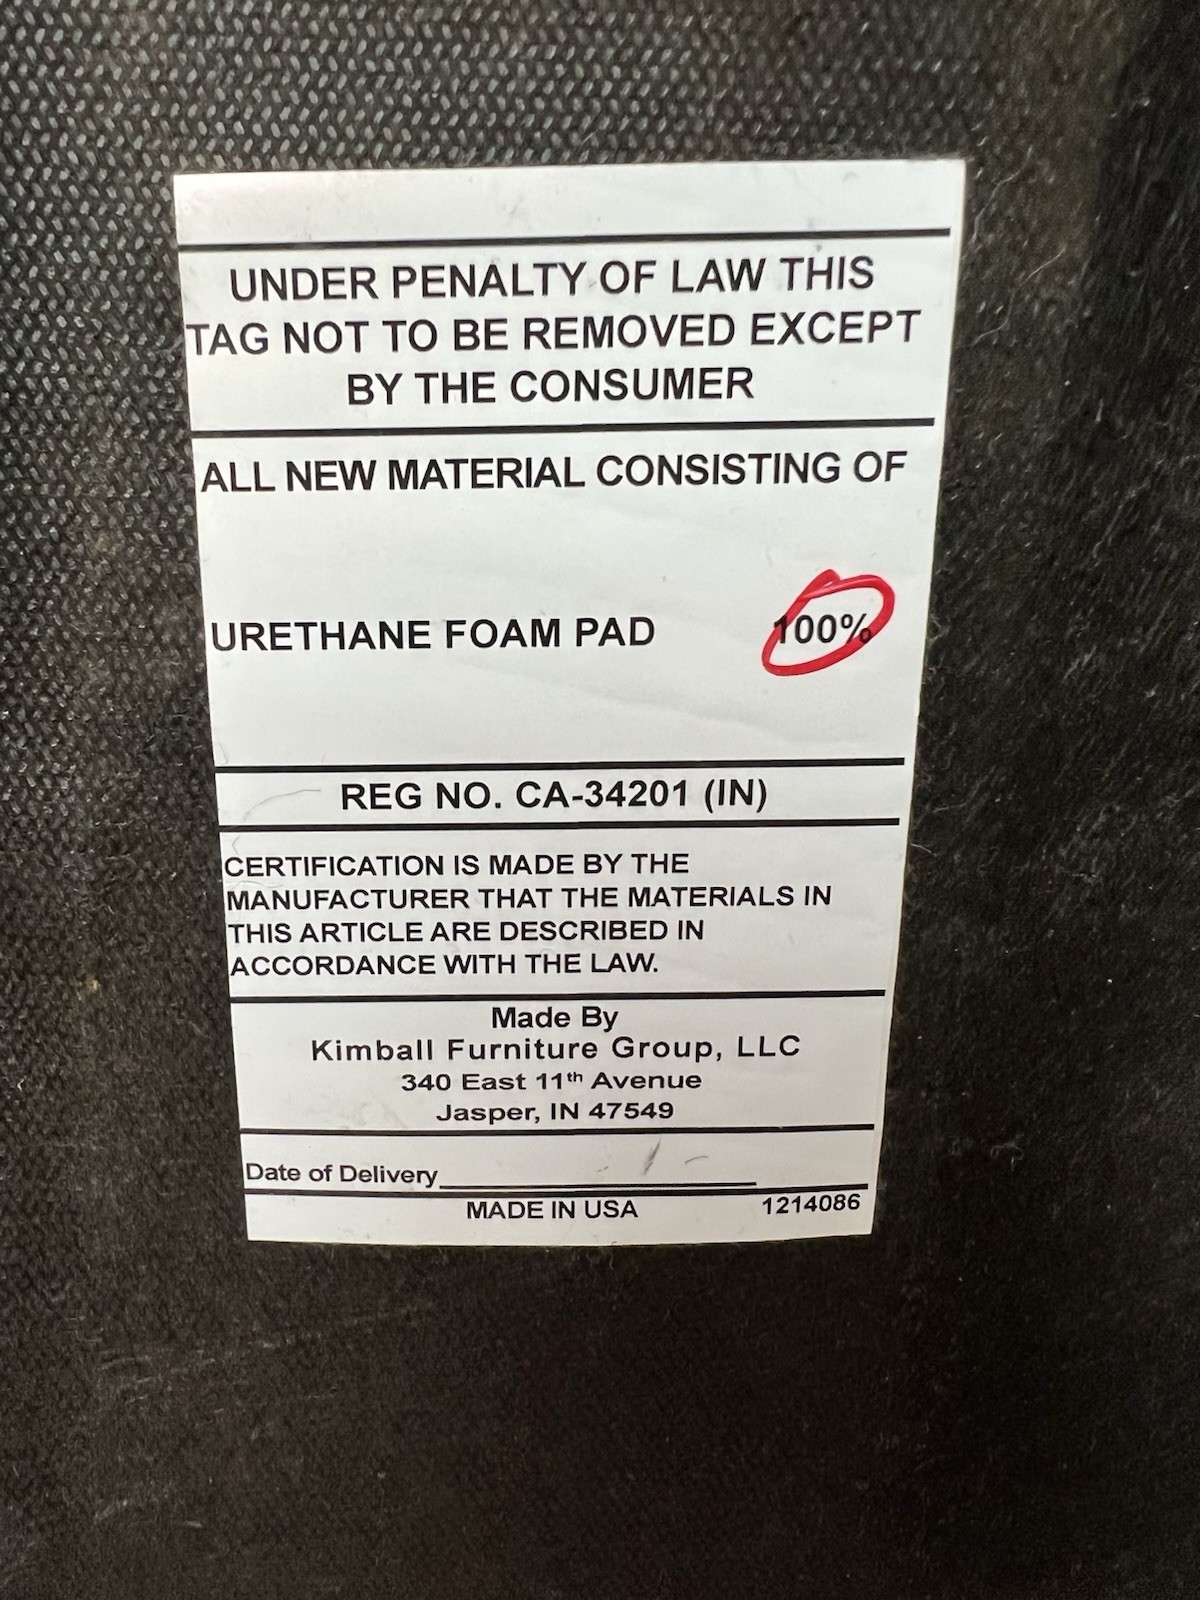 UNDER PENALTY OF LAW THIS
TAG NOT TO BE REMOVED EXCEPT
BY THE CONSUMER
ALL NEW MATERIAL CONSISTING OF
URETHANE FOAM PAD 100%
REG NO. CA-34201 (IN)
CERTIFICATION IS MADE BY THE
MANUFACTURER THAT THE MATERIALS IN
THIS ARTICLE ARE DESCRIBED IN
ACCORDANCE WITH THE LAW.
Made By
Kimball Furniture Group, LLC
340 East 11th Avenue
Jasper, IN 47549
Date of Delivery
MADE IN USA 1214086